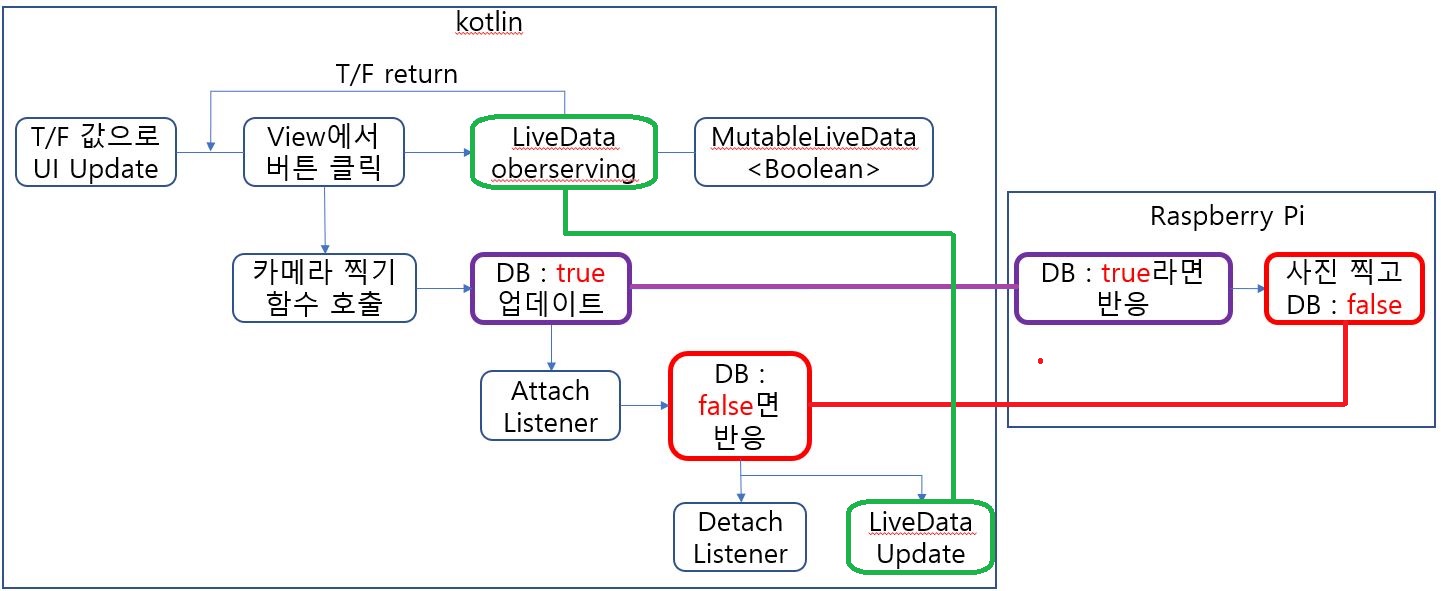 kotlin
T/F return
T/F 값으로
UI Update
View에서
버튼 클릭
LiveData
oberserving
MutableLiveData
<Boolean>
Raspberry Pi
카메라 찍기
함수 호출
DB : true
업데이트
DB : true라면
반응
사진 찍고
DB : false
Attach
Listener
DB :
false면
반응
Detach
Listener
LiveData
Update